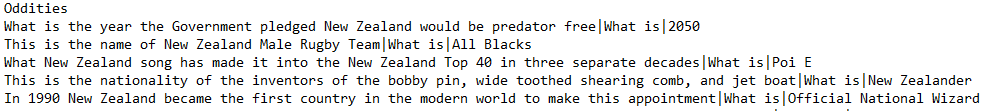 Oddities
What is the year the Government pledged New Zealand would be predator free|What is|2050
This is the name of New Zealand Male Rugby Team|What is|All Blacks
What New Zealand song has made it into the New Zealand Top 40 in three separate decades|What is|Poi E
This is the nationality of the inventors of the bobby pin, wide toothed shearing comb, and jet boat|What is|New Zealander
In 1990 New Zealand became the first country in the modern world to make this appointment|What is|Official National Wizard